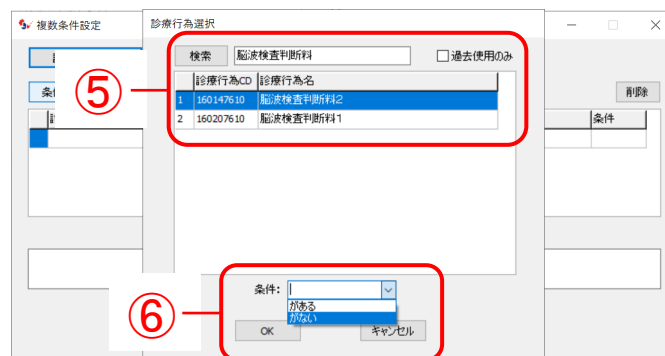 複数条件設定
診療行為選択
検索
脳波検査判断料
過去使用のみ
⑤
診療行為CD 診療行為名
1 160147610 脳波検査判断料2
2 160207610 脳波検査判断料1
削除
条件
条件:
がある
がない
⑥
OK
キャンセル